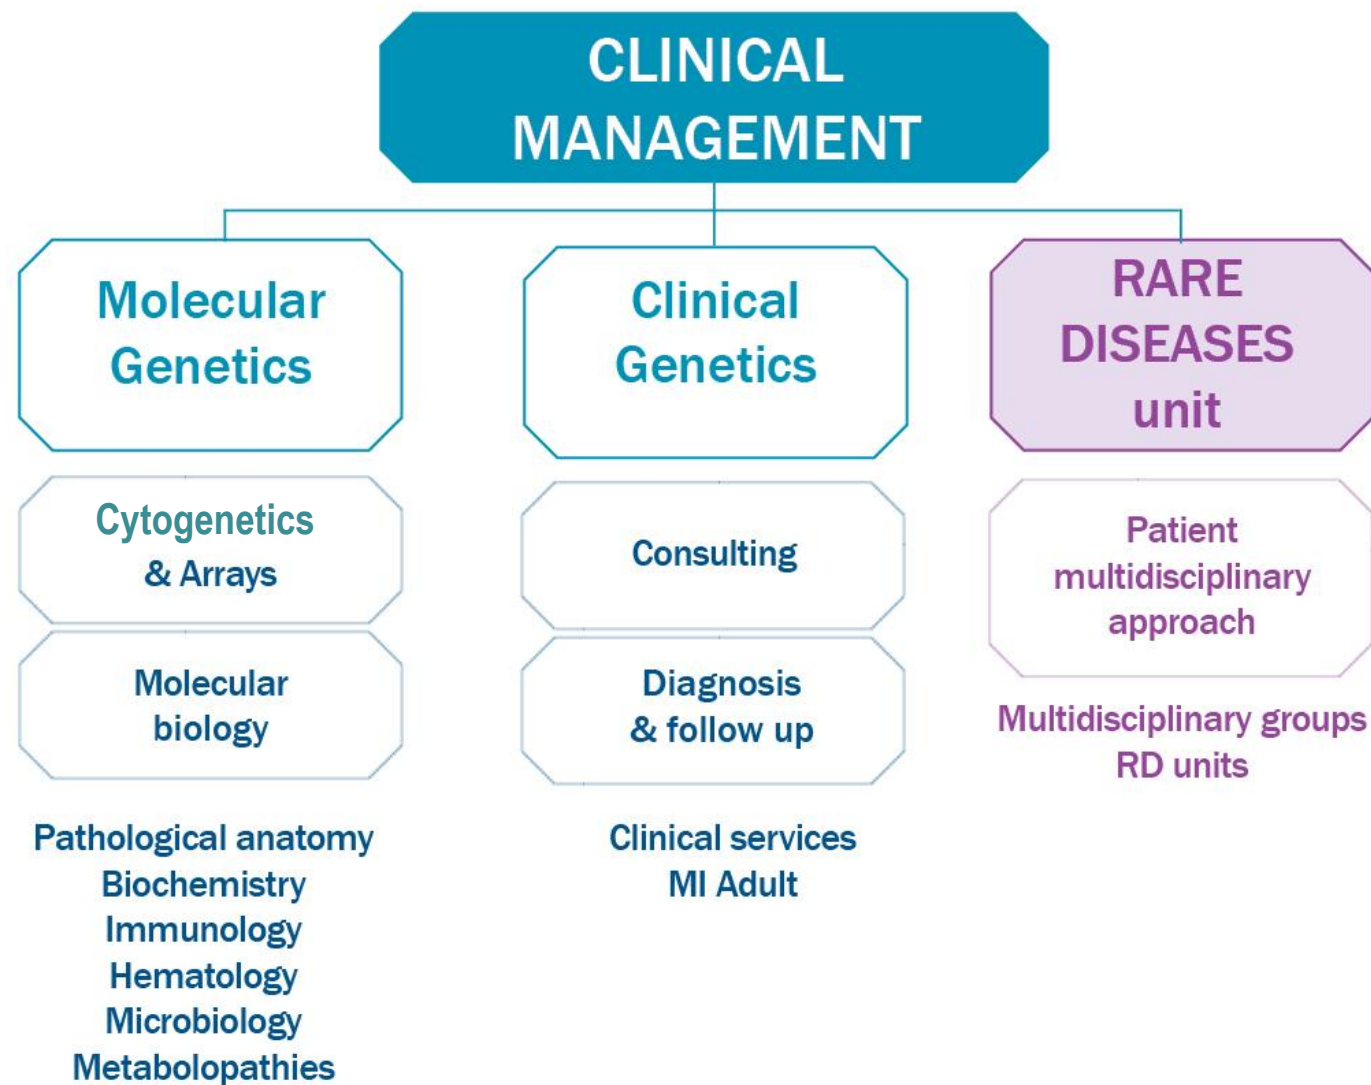 CLINICAL
MANAGEMENT
Molecular
Genetics
Cytogenetics
& Arrays
Molecular
biology
Pathological anatomy
Biochemistry
Immunology
Hematology
Microbiology
Metabolopathies
Clinical
Genetics
Consulting
Diagnosis
& follow up
Clinical services
MI Adult
RARE
DISEASES
unit
Patient
multidisciplinary
approach
Multidisciplinary groups
RD units